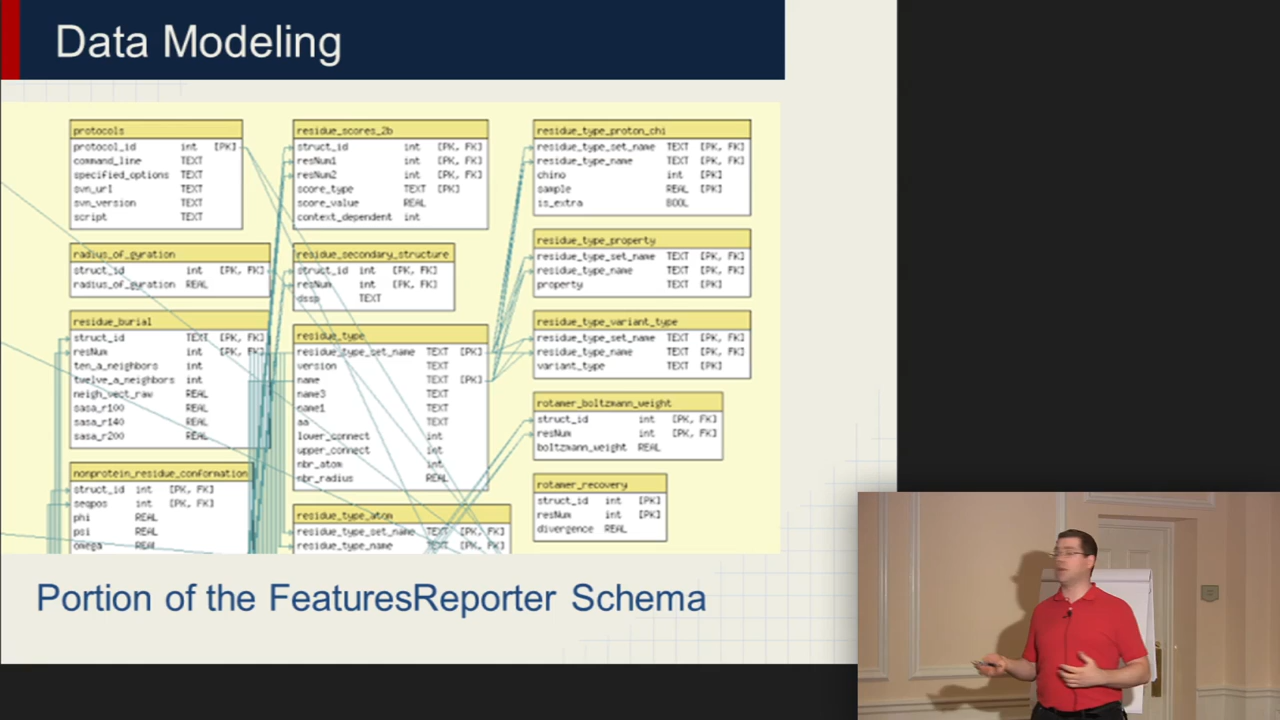 Data Modeling
protocols
protocol_id int [PK]
command_line TEXT
specified_options TEXT
svn_url TEXT
svn_version TEXT
script TEXT
radius_of_gyration
struct_id int [PK, FK]
radius_of_gyration REAL
residue_burial
struct_id TEXT [PK, FK]
resNum int [PK, FK]
ten_a_neighbors int
twelve_a_neighbors int
neigh_vect_raw REAL
sasa_r100 REAL
sasa_r140 REAL
sasa_r200 REAL
nonprotein_residue_conformation
struct_id int [PK, FK]
seqpos int [PK, FK]
phi REAL
psi REAL
omega REAL
residue_scores_2b
struct_id int [PK, FK]
resNum1 int [PK, FK]
resNum2 int [PK, FK]
score_type TEXT [PK]
score_value REAL
context_dependent int
residue_secondary_structure
struct_id int [PK, FK]
resNum int [PK, FK]
dssp TEXT
residue_type
residue_type_set_name TEXT [PK]
version TEXT
name TEXT [PK]
name3 TEXT
name1 TEXT
aa TEXT
lower_connect int
upper_connect int
nbr_atom int
nbr_radius REAL
residue_type_atom
residue_type_set_name TEXT [PK, FK]
residue_type_name TEXT [PK, FK]
residue_type_proton_chi
residue_type_set_name TEXT [PK, FK]
residue_type_name TEXT [PK, FK]
chino int [PK]
sample REAL [PK]
is_extra BOOL
residue_type_property
residue_type_set_name TEXT [PK, FK]
residue_type_name TEXT [PK, FK]
property TEXT [PK]
residue_type_variant_type
residue_type_set_name TEXT [PK, FK]
residue_type_name TEXT [PK, FK]
variant_type TEXT [PK]
rotamer_boltzmann_weight
struct_id int [PK, FK]
resNum int [PK, FK]
boltzmann_weight REAL
rotamer_recovery
struct_id int [PK]
resNum int [PK]
divergence REAL
Portion of the FeaturesReporter Schema